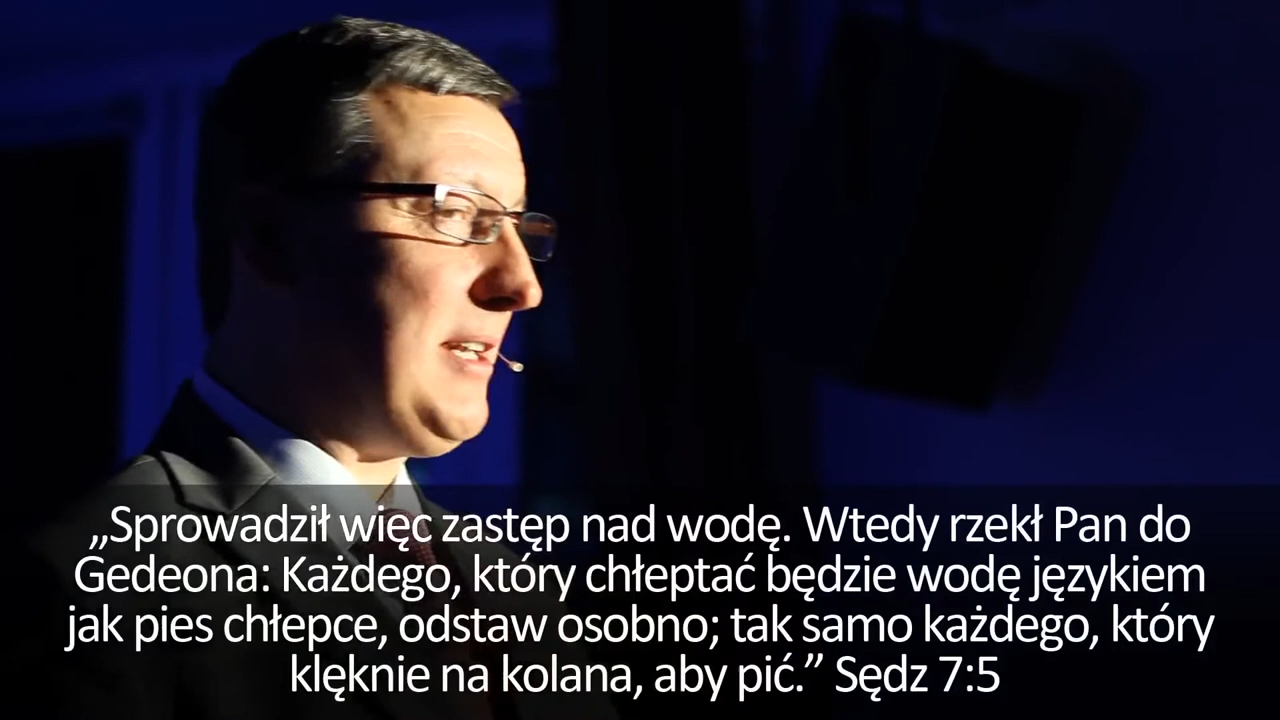 „Sprowadził więc zastęp nad wodę. Wtedy rzekł Pan do
Gedeona: Każdego, który chłeptać będzie wodę językiem
jak pies chłepce, odstaw osobno; tak samo każdego, który
klęknie na kolana, aby pić.” Sędz 7:5